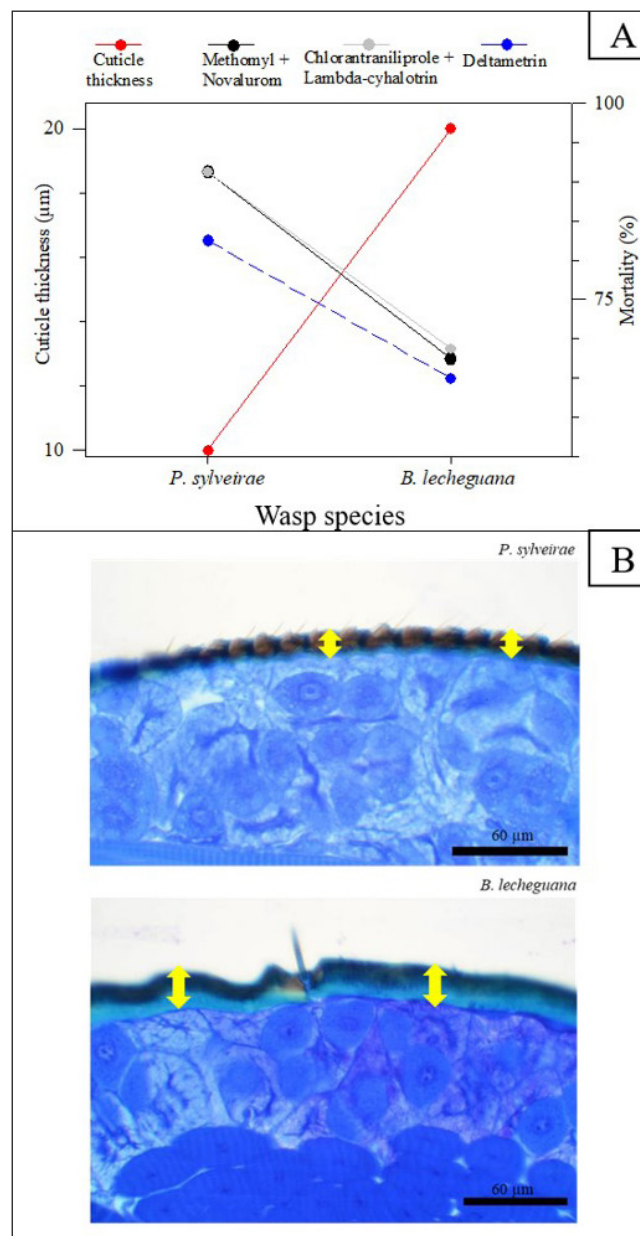 A
Cuticle thickness
Methomyl + Novalurom
Chlorantraniliprole + Lambda-cyhalotrin
Deltametrin
20
10
Cuticle thickness (µm)
100
75
Mortality (%)
P. sylveirae
B. lecheguana
Wasp species
P. sylveirae
B
60 µm
B. lecheguana
60 µm